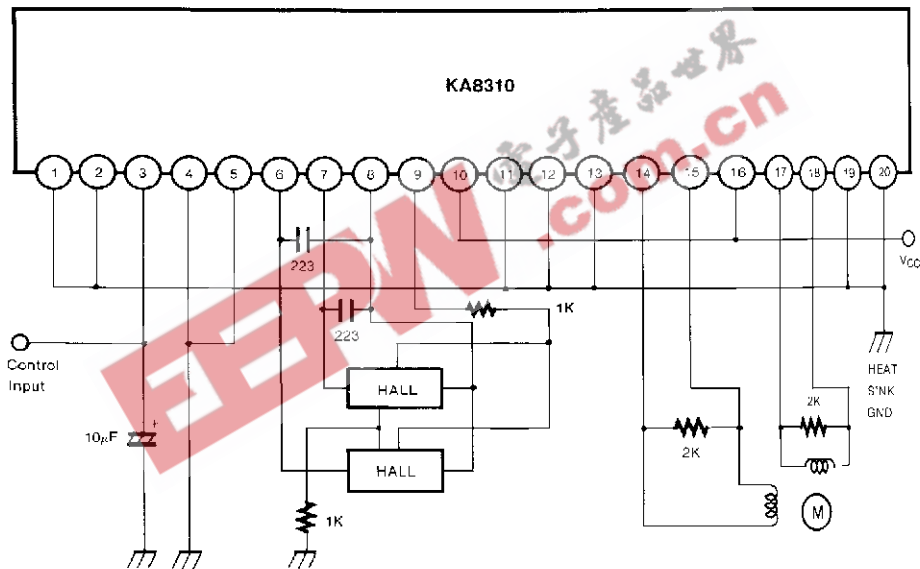 KA8310
電子產品世界
EEPW.com.cn
1 2 3 4 5 6 7 8 9 10 11 12 13 14 15 16 17 18 19 20
223
VCC
223
1K
Control
Input
HALL
HEAT
SINK
GND
10μF
+
HALL
2K
2K
1K
M